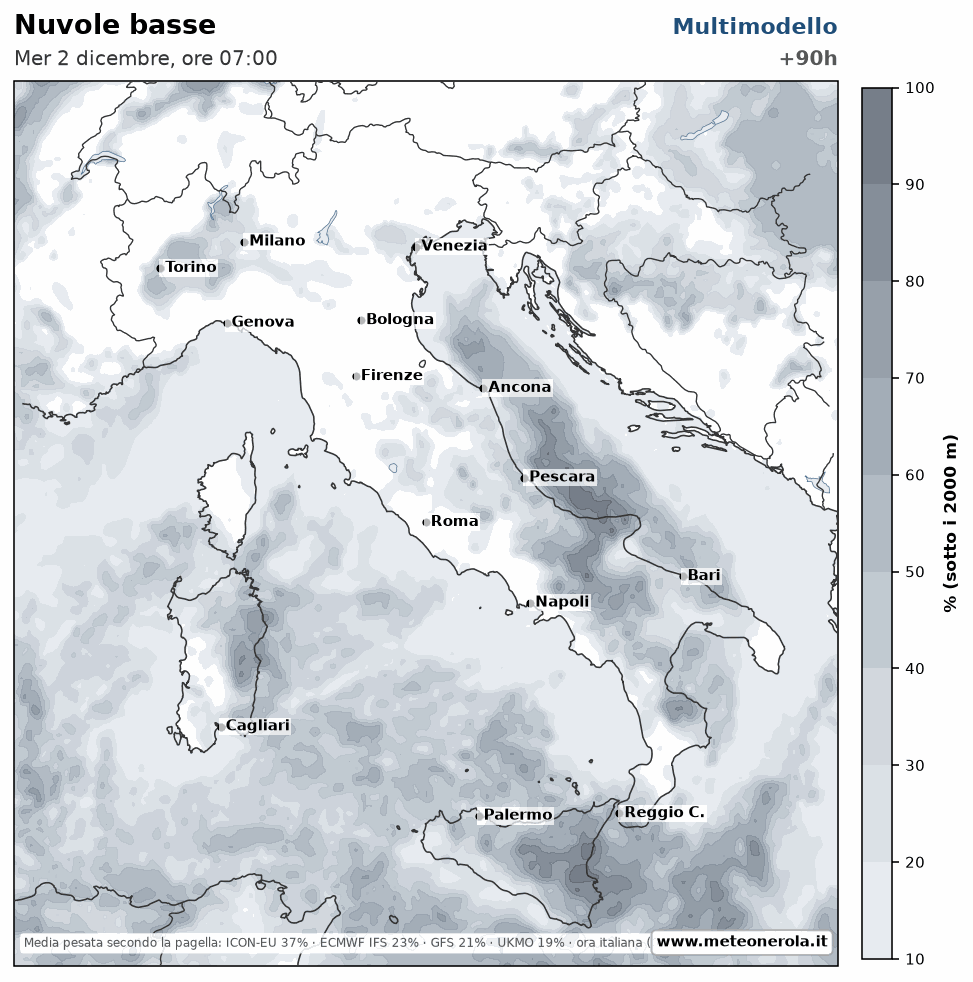 Nuvole basse
Multimodello
Mer 2 dicembre, ore 07:00
+90h
Milano
Venezia
Torino
Genova
Bologna
Firenze
Ancona
Pescara
Roma
Bari
Napoli
Cagliari
Palermo
Reggio C.
Media pesata secondo la pagella: ICON-EU 37% · ECMWF IFS 23% · GFS 21% · UKMO 19% · ora italiana (
www.meteonerola.it
100
90
80
70
60
50
40
30
20
10
% (sotto i 2000 m)